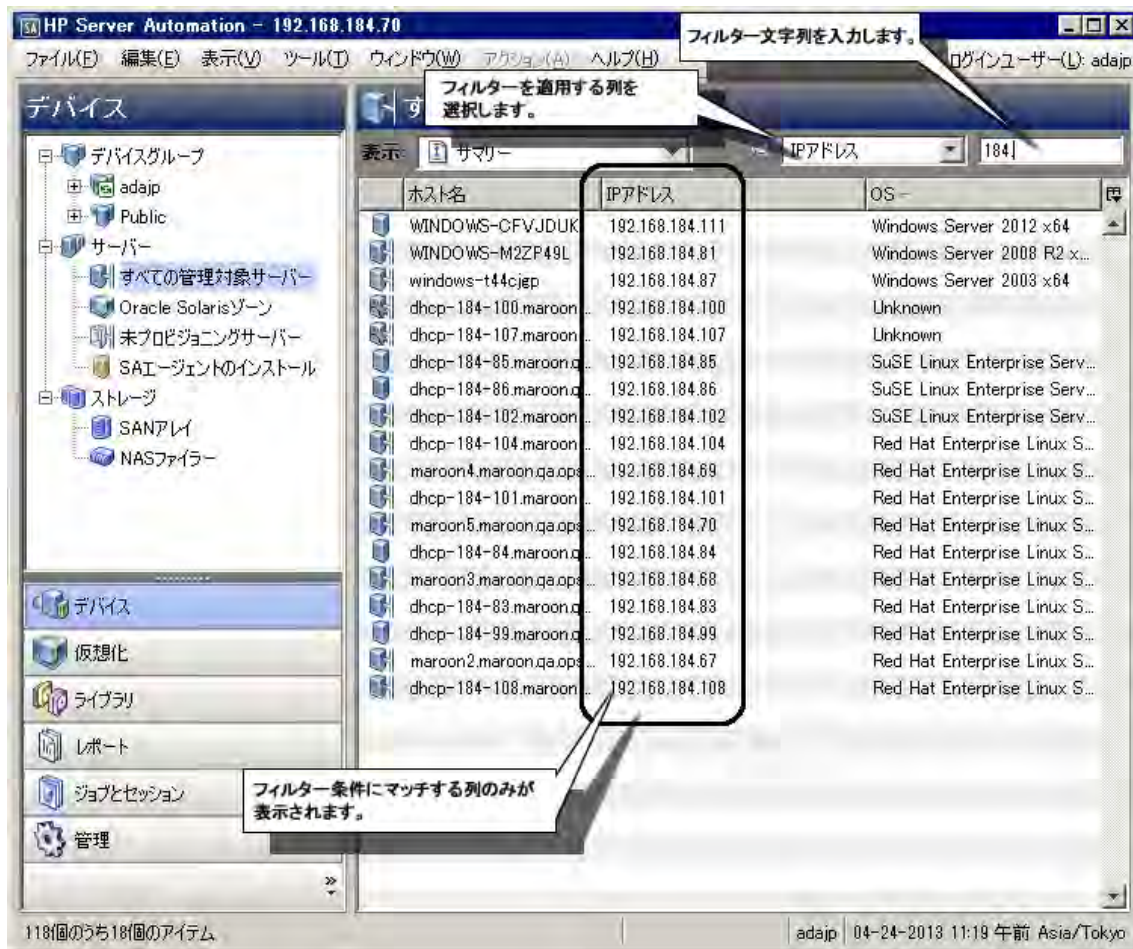 HP Server Automation - 192.168.184.70
フィルター文字列を入力します。
ファイル(F) 編集(E) 表示(V) ツール(T) ウィンドウ(W) アクション(A) ヘルプ(H) ログインユーザー(L): adajp
フィルターを適用する列を
選択します。
デバイス
す
表示: サマリー IPアドレス 184.
デバイスグループ
adajp
Public
サーバー
すべての管理対象サーバー
Oracle Solarisゾーン
未プロビジョニングサーバー
SAエージェントのインストール
ストレージ
SANアレイ
NASファイラー
ホスト名 IPアドレス OS
WINDOWS-CFVJDUK 192.168.184.111 Windows Server 2012 x64
WINDOWS-M2ZP49L 192.168.184.81 Windows Server 2008 R2 x...
windows-t44cjgp 192.168.184.87 Windows Server 2003 x64
dhcp-184-100.maroon... 192.168.184.100 Unknown
dhcp-184-107.maroon... 192.168.184.107 Unknown
dhcp-184-85.maroon.q... 192.168.184.85 SuSE Linux Enterprise Serv...
dhcp-184-86.maroon.q... 192.168.184.86 SuSE Linux Enterprise Serv...
dhcp-184-102.maroon... 192.168.184.102 SuSE Linux Enterprise Serv...
dhcp-184-104.maroon... 192.168.184.104 Red Hat Enterprise Linux S...
maroon4.maroon.qa.ops... 192.168.184.69 Red Hat Enterprise Linux S...
dhcp-184-101.maroon... 192.168.184.101 Red Hat Enterprise Linux S...
maroon5.maroon.qa.ops... 192.168.184.70 Red Hat Enterprise Linux S...
dhcp-184-84.maroon.q... 192.168.184.84 Red Hat Enterprise Linux S...
maroon3.maroon.qa.ops... 192.168.184.68 Red Hat Enterprise Linux S...
dhcp-184-83.maroon.q... 192.168.184.83 Red Hat Enterprise Linux S...
dhcp-184-99.maroon.q... 192.168.184.99 Red Hat Enterprise Linux S...
maroon2.maroon.qa.ops... 192.168.184.67 Red Hat Enterprise Linux S...
dhcp-184-108.maroon... 192.168.184.108 Red Hat Enterprise Linux S...
デバイス
仮想化
ライブラリ
レポート
ジョブとセッション
管理
フィルター条件にマッチする列のみが
表示されます。
118個のうち18個のアイテム adajp 04-24-2013 11:19 午前 Asia/Tokyo